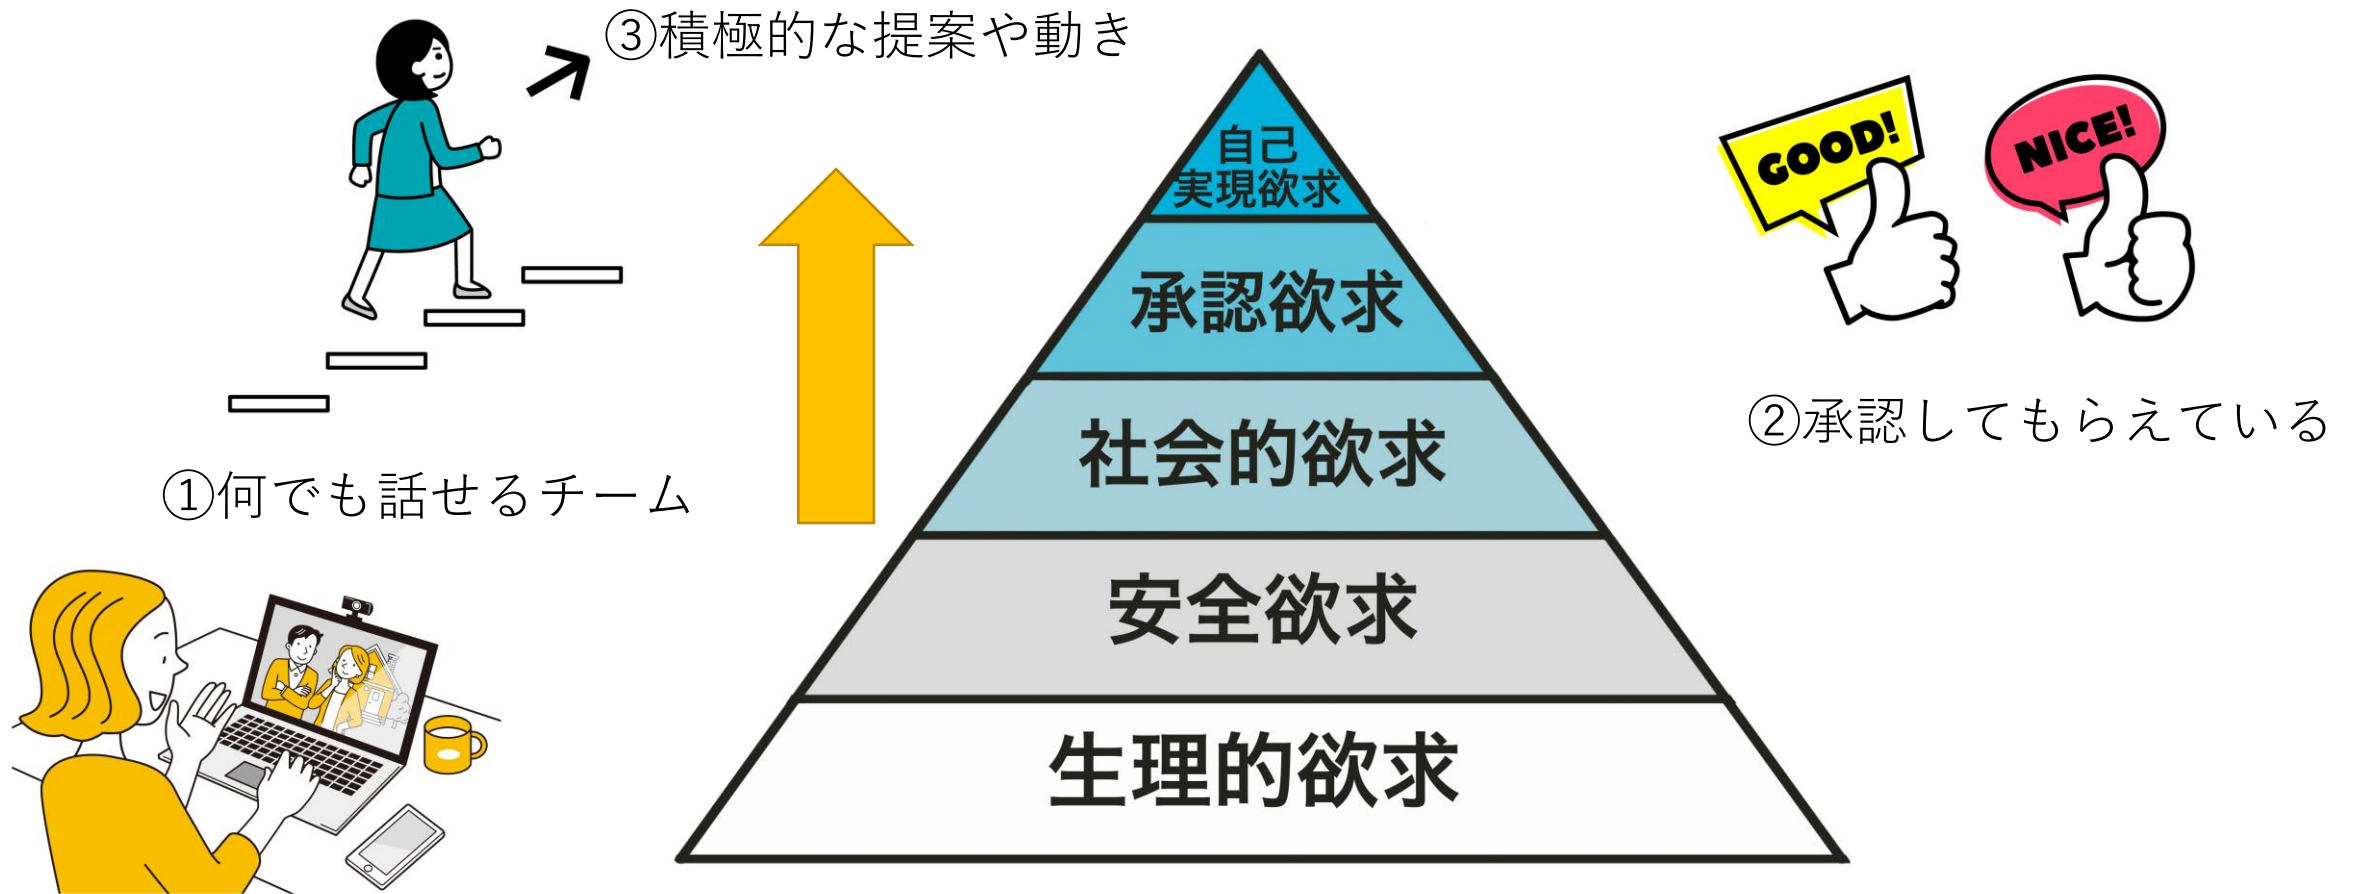 ③積極的な提案や動き
GOOD!
NICE!
自己
実現欲求
承認欲求
②承認してもらえている
社会的欲求
①何でも話せるチーム
安全欲求
生理的欲求